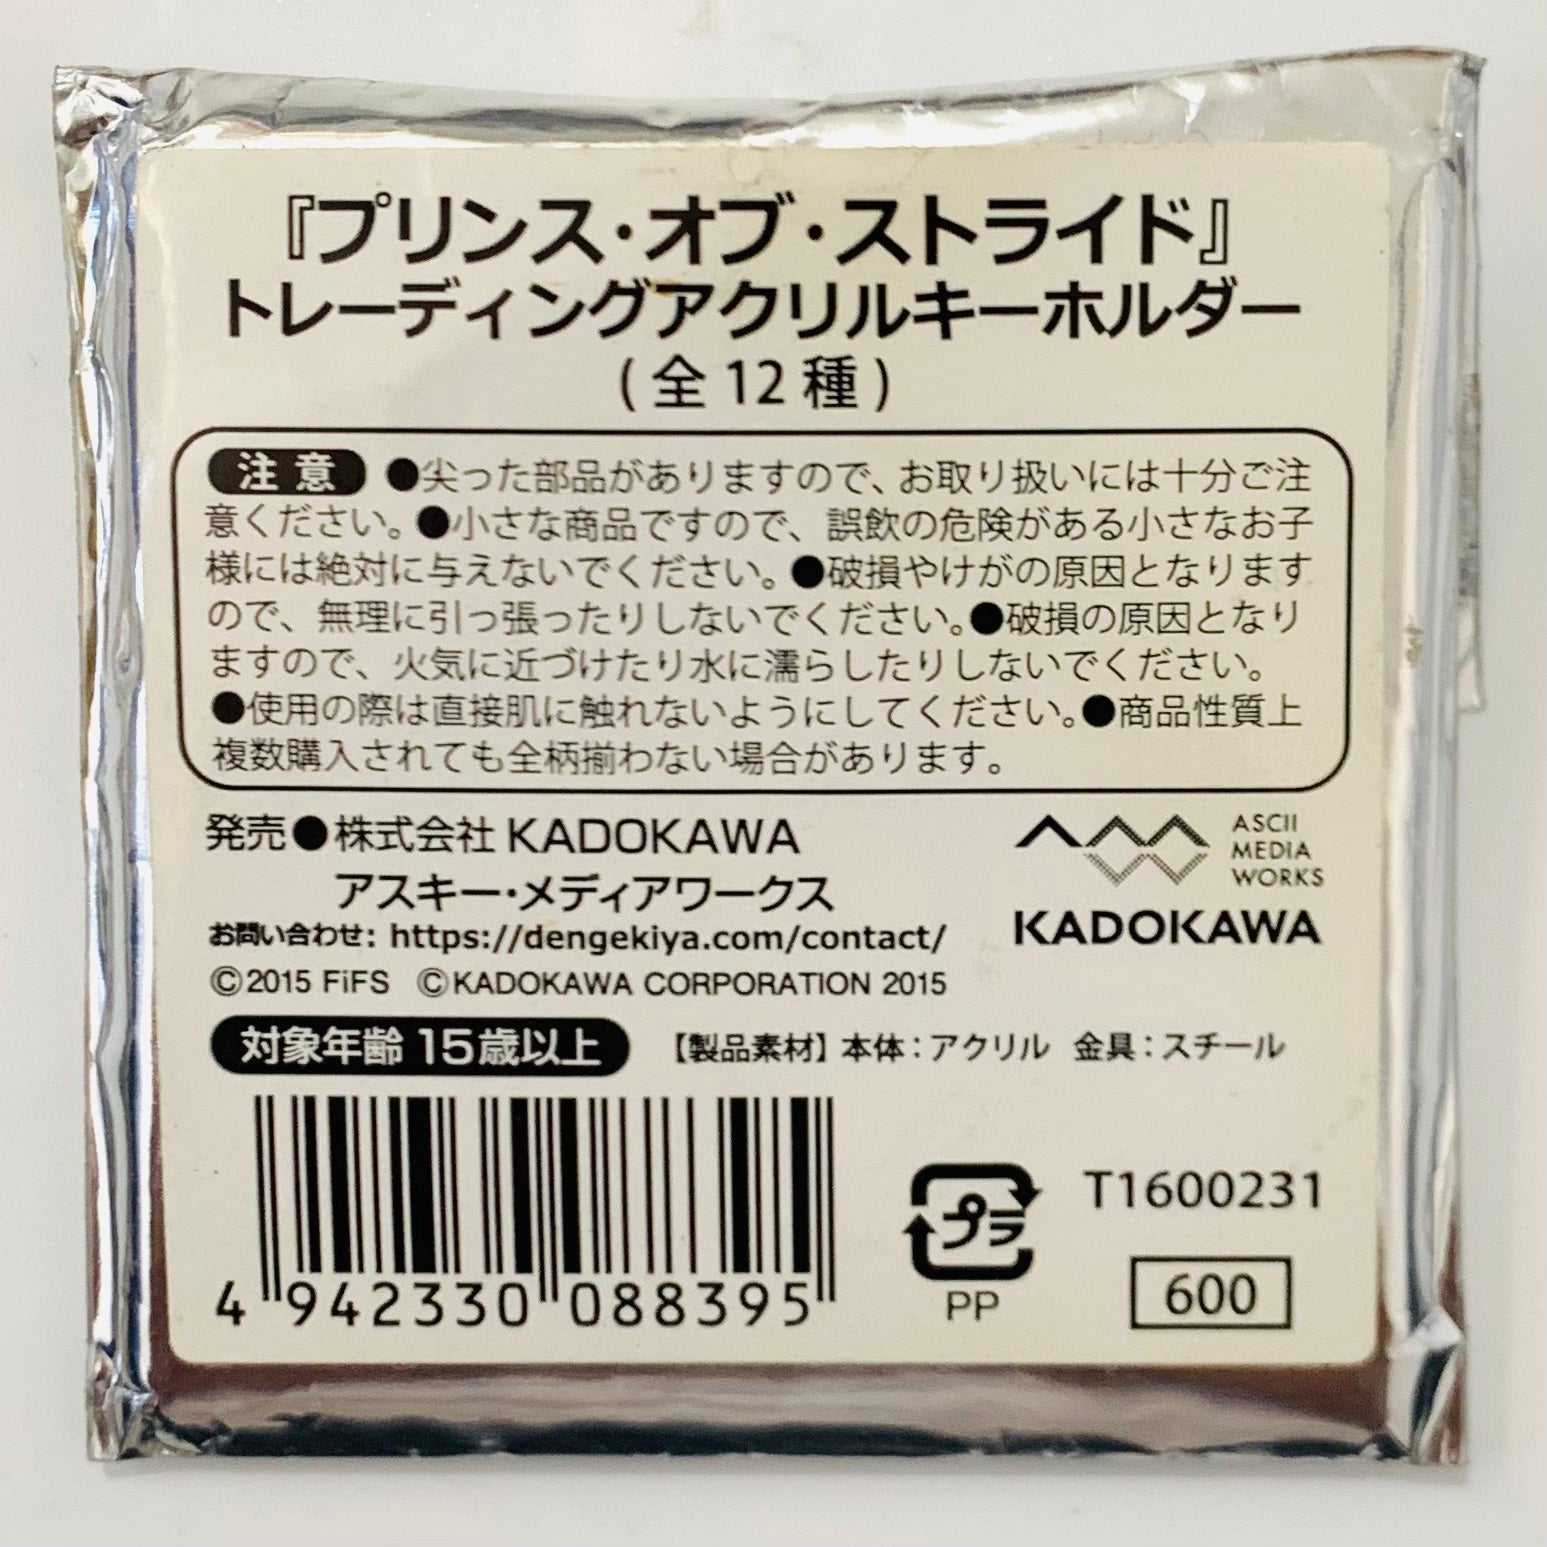 『プリンス・オブ・ストライド』
トレーディングアクリルキーホルダー
(全12種)
注意 ●尖った部品がありますので、お取り扱いには十分ご注
意ください。●小さな商品ですので、誤飲の危険がある小さなお子
様には絶対に与えないでください。●破損やけがの原因となります
ので、無理に引っ張ったりしないでください。●破損の原因となり
ますので、火気に近づけたり水に濡らしたりしないでください。
●使用の際は直接肌に触れないようにしてください。●商品性質上
複数購入されても全柄揃わない場合があります。
発売●株式会社 KADOKAWA
アスキー・メディアワークス
お問い合わせ: https://dengekiya.com/contact/
©2015 FiFS ©KADOKAWA CORPORATION 2015
ASCII
MEDIA
WORKS
KADOKAWA
対象年齢 15歳以上 【製品素材】本体:アクリル 金具:スチール
4 942330 088395
プラ
PP
T1600231
600